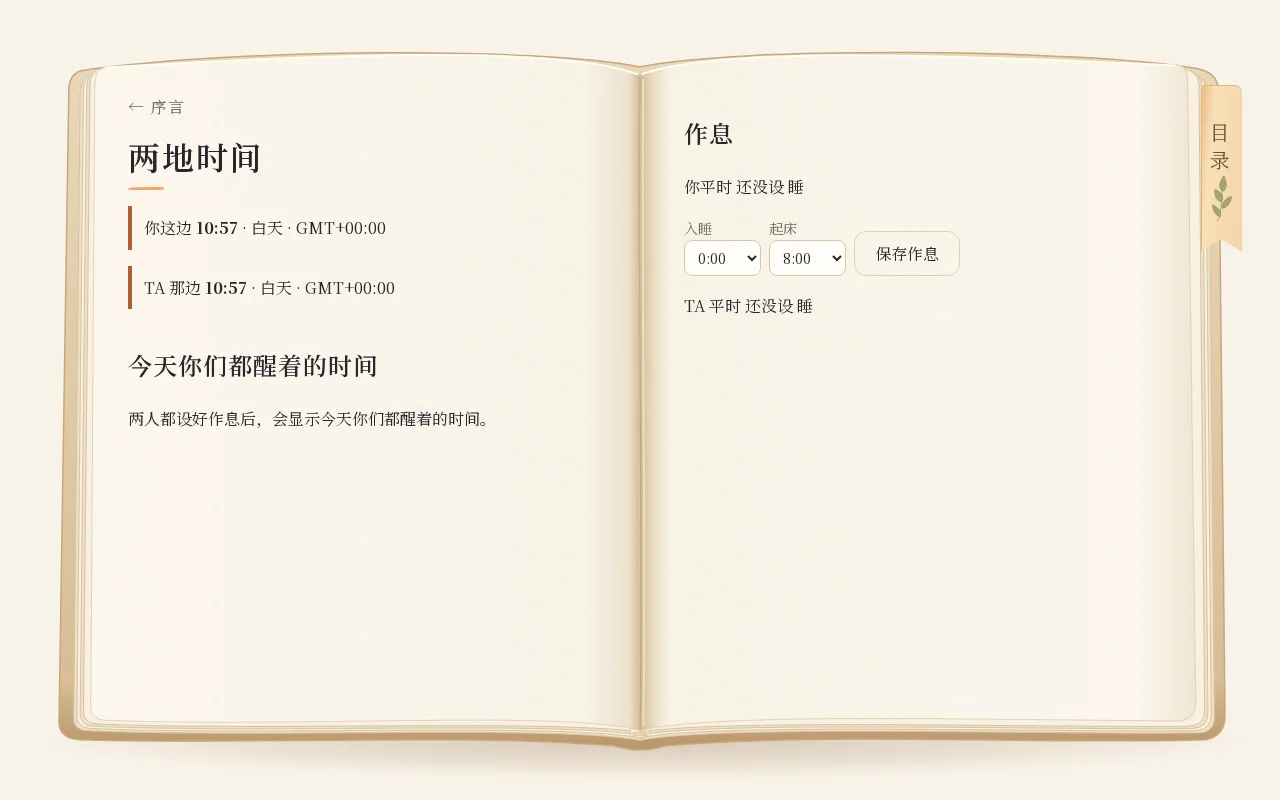 ← 序言
两地时间
你这边 10:57 · 白天 · GMT+00:00
TA 那边 10:57 · 白天 · GMT+00:00
今天你们都醒着的时间
两人都设好作息后，会显示今天你们都醒着的时间。
作息
你平时 还没设 睡
入睡 起床
0:00 8:00 保存作息
TA 平时 还没设 睡
目录